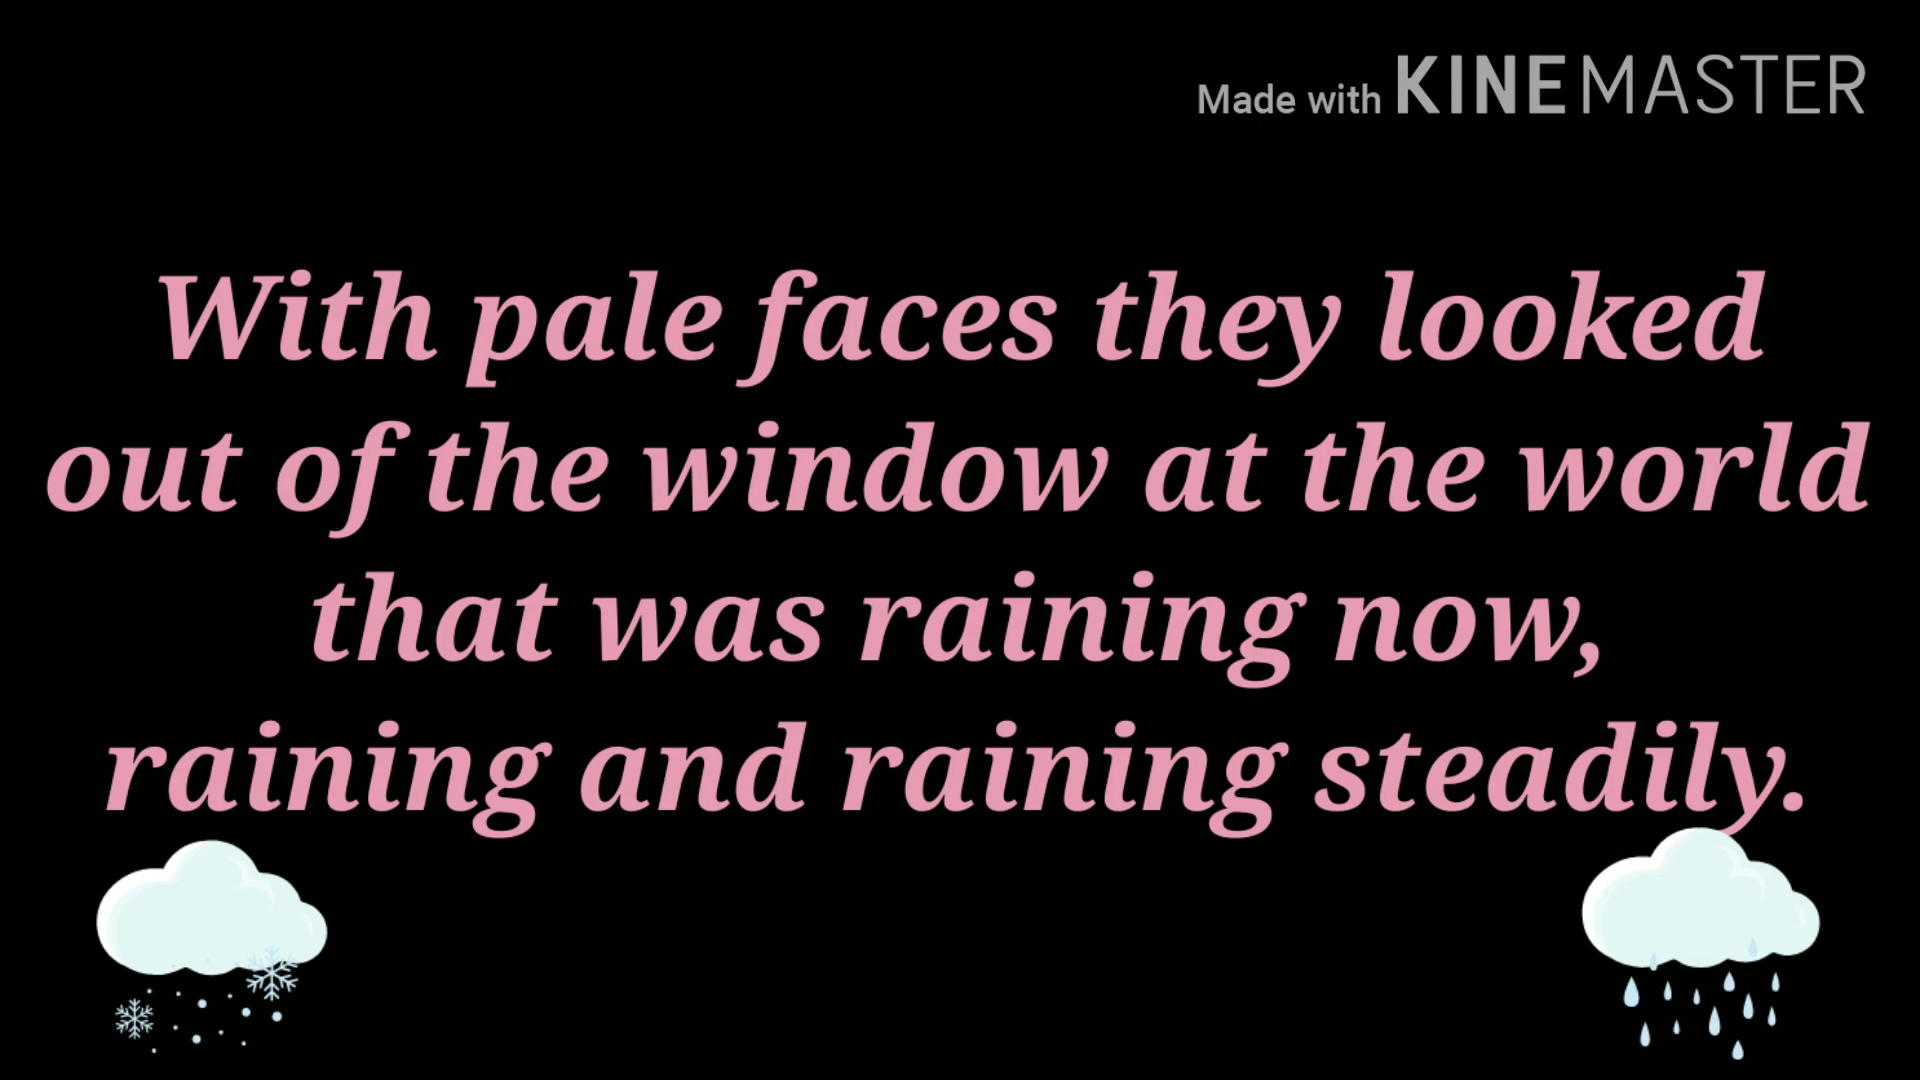 Made with KINEMASTER
With pale faces they looked
out of the window at the world
that was raining now,
raining and raining steadily.